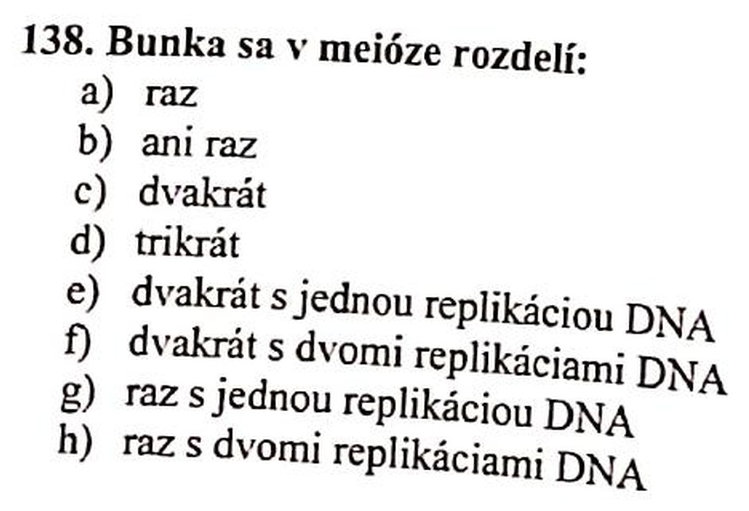 138. Bunka sa v meióze rozdelí:
a) raz
b) ani raz
c) dvakrát
d) trikrát
e) dvakrát s jednou replikáciou DNA
f) dvakrát s dvomi replikáciami DNA
g) raz s jednou replikáciou DNA
h) raz s dvomi replikáciami DNA